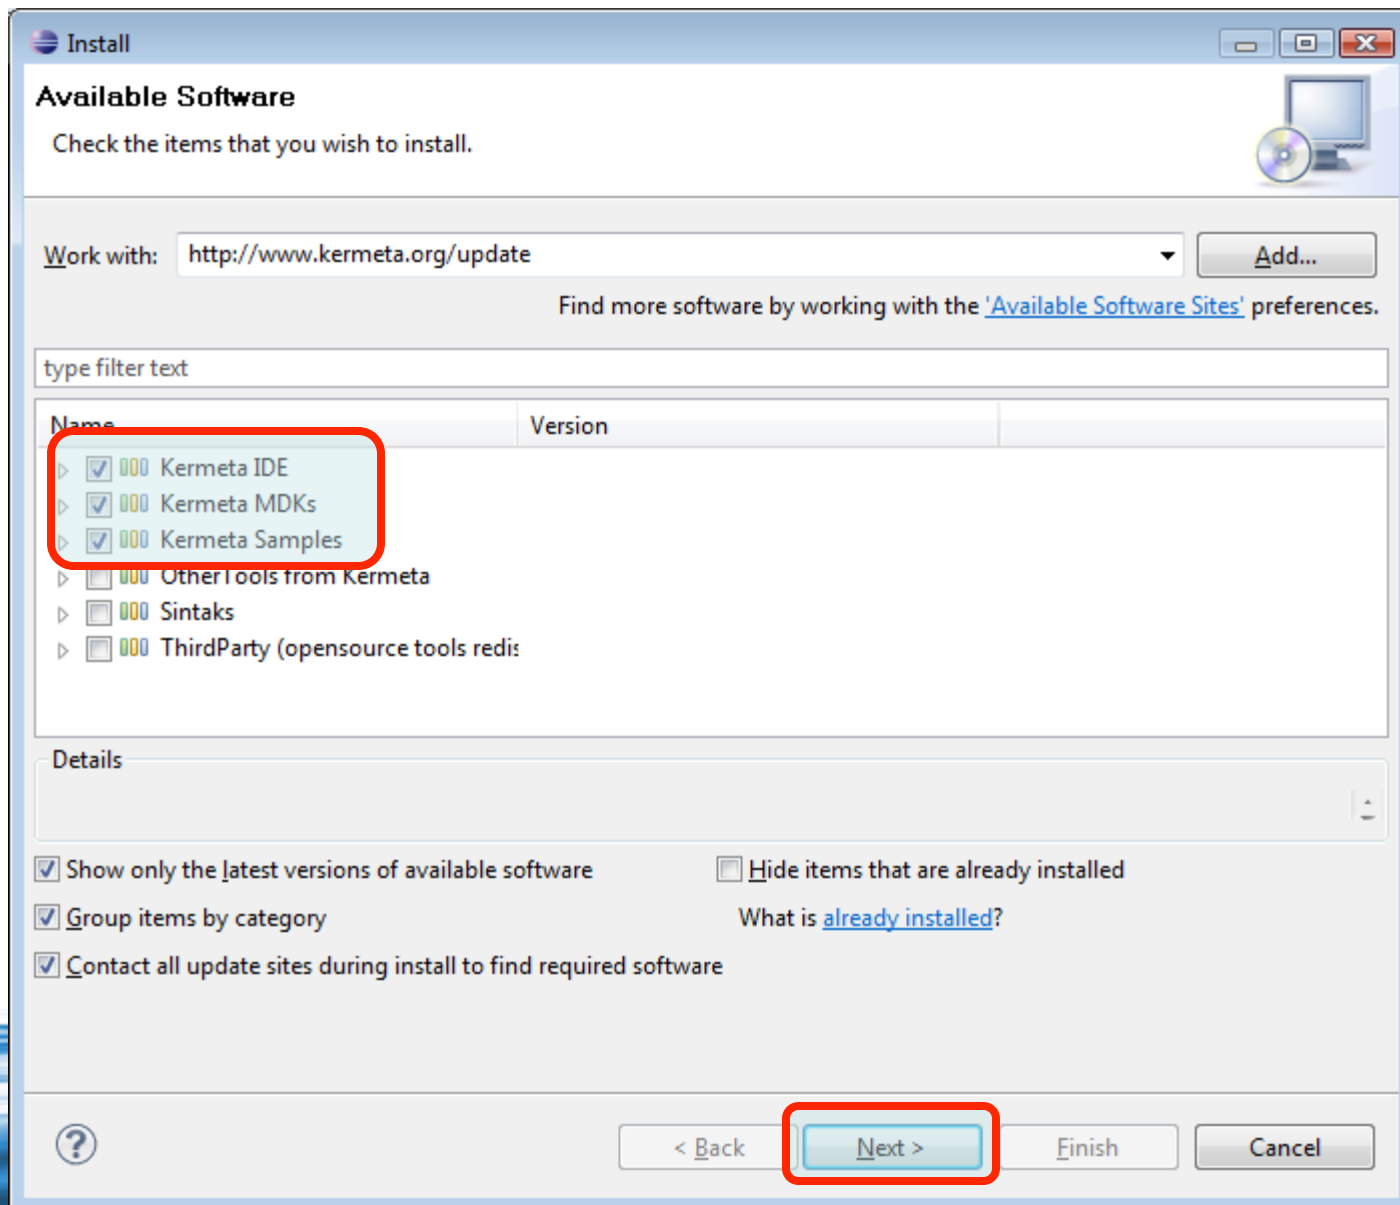 Install
Available Software
Check the items that you wish to install.
Work with: http://www.kermeta.org/update Add...
Find more software by working with the 'Available Software Sites' preferences.
type filter text
Name Version
Kermeta IDE
Kermeta MDKs
Kermeta Samples
OtherTools from Kermeta
Sintaks
ThirdParty (opensource tools redis
Details
Show only the latest versions of available software Hide items that are already installed
Group items by category What is already installed?
Contact all update sites during install to find required software
? < Back Next > Finish Cancel